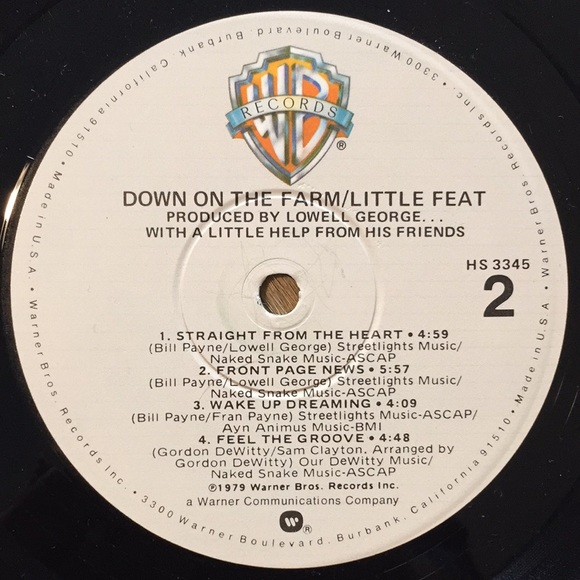 WB
RECORDS
®
DOWN ON THE FARM/LITTLE FEAT
PRODUCED BY LOWELL GEORGE...
WITH A LITTLE HELP FROM HIS FRIENDS
HS 3345
2
1. STRAIGHT FROM THE HEART • 4:59
(Bill Payne/Lowell George) Streetlights Music/
Naked Snake Music-ASCAP
2. FRONT PAGE NEWS • 5:57
(Bill Payne/Lowell George) Streetlights Music/
Naked Snake Music-ASCAP
3. WAKE UP DREAMING • 4:09
(Bill Payne/Fran Payne) Streetlights Music-ASCAP/
Ayn Animus Music-BMI
4. FEEL THE GROOVE • 4:48
(Gordon DeWitty/Sam Clayton. Arranged by
Gordon DeWitty) Our DeWitty Music/
Naked Snake Music-ASCAP
℗1979 Warner Bros. Records Inc.
a Warner Communications Company
W ®
Warner Bros. Records Inc. • 3300 Warner Boulevard, Burbank, California 91510 • Made in U.S.A. • Warner Bros. Records Inc. • 3300 Warner Boulevard, Burbank, California 91510 • Made in U.S.A. •